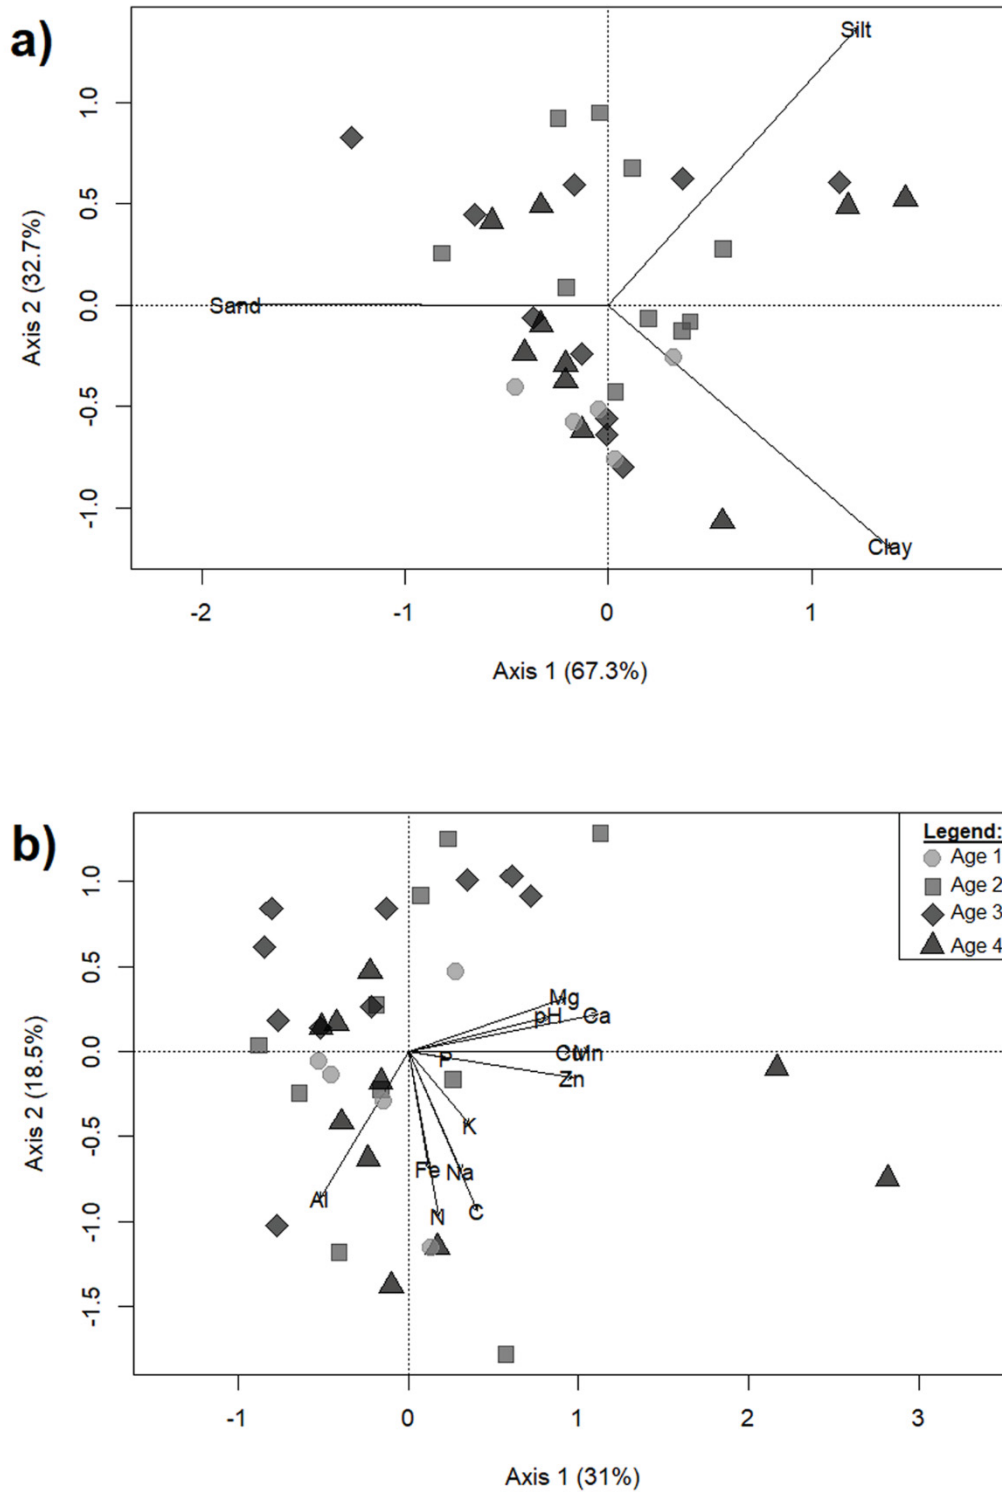 a)
Silt
1.0
0.5
0.0
-0.5
-1.0
Axis 2 (32.7%)
Sand
Clay
-2
-1
0
1
Axis 1 (67.3%)
b)
Legend:
Age 1
Age 2
Age 3
Age 4
1.0
0.5
0.0
-0.5
-1.0
-1.5
Axis 2 (18.5%)
Mg
pH
Ca
P
Mn
Zn
K
Fe
Na
Al
N
C
-1
0
1
2
3
Axis 1 (31%)